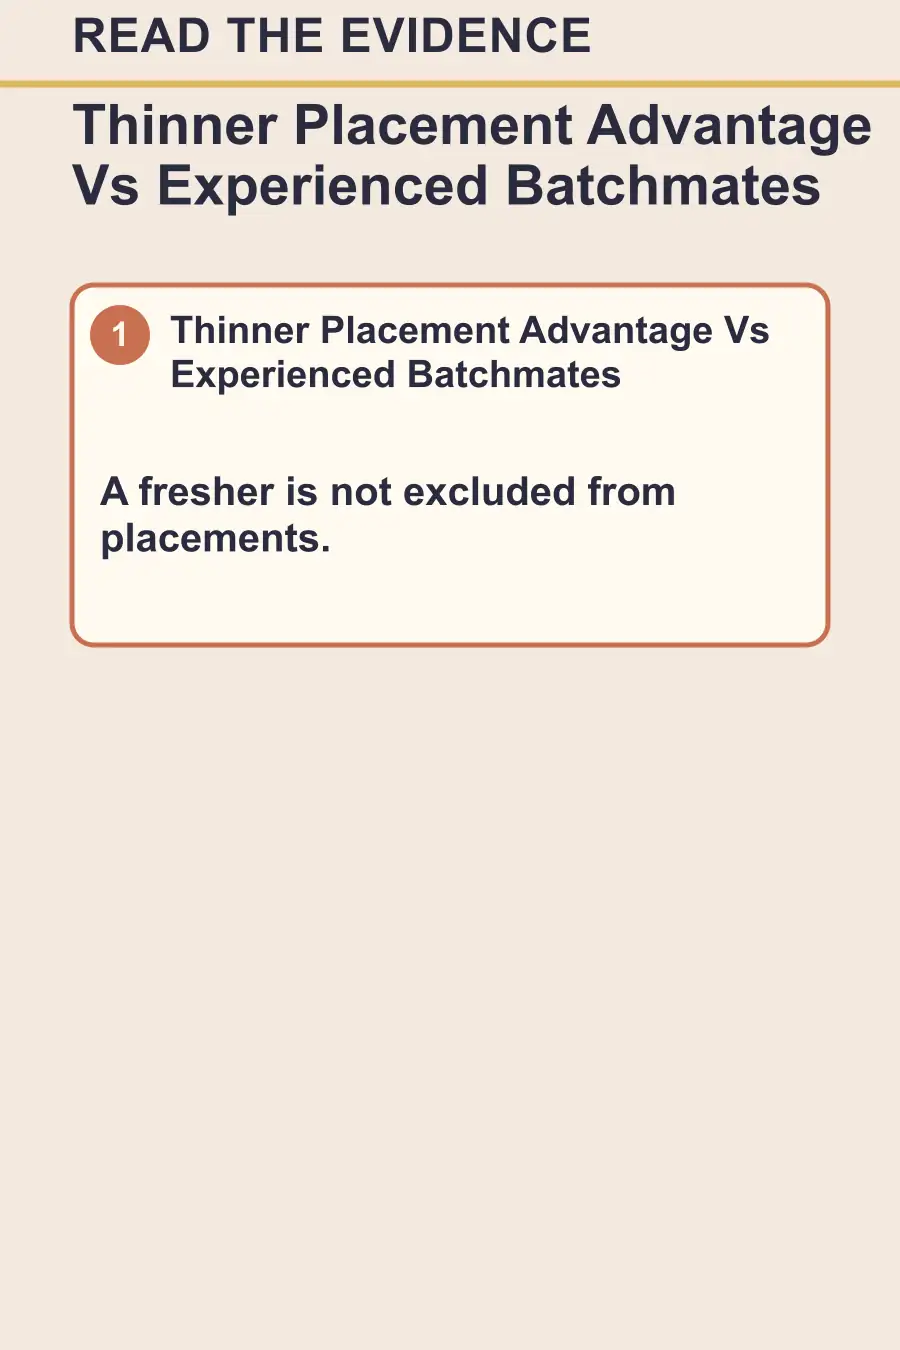 READ THE EVIDENCE
Thinner Placement Advantage
Vs Experienced Batchmates
1
Thinner Placement Advantage Vs
Experienced Batchmates
A fresher is not excluded from
placements.